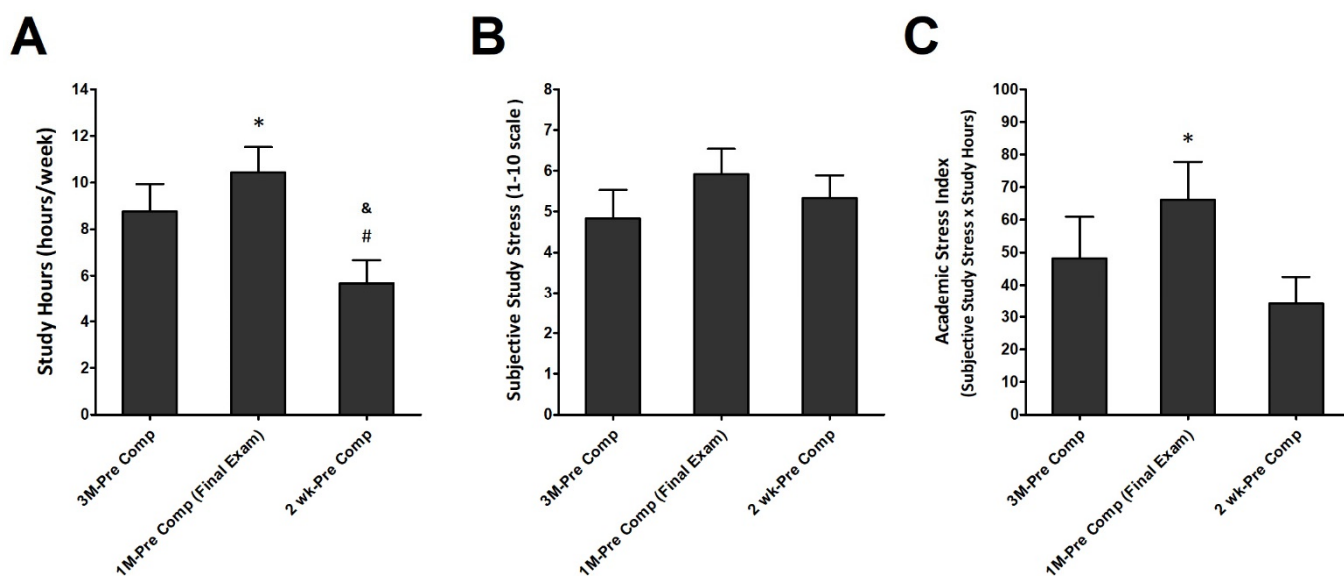 A
Study Hours (hours/week)
14
12
10
8
6
4
2
0
*
&
#
3M-Pre Comp
1M-Pre Comp (Final Exam)
2 wk-Pre Comp
B
Subjective Study Stress (1-10 scale )
8
7
6
5
4
3
2
1
0
3M-Pre Comp
1M-Pre Comp (Final Exam)
2 wk-Pre Comp
C
Academic Stress Index
(Subjective Study Stress x Study Hours)
100
90
80
70
60
50
40
30
20
10
0
*
3M-Pre Comp
1M-Pre Comp (Final Exam)
2 wk-Pre Comp